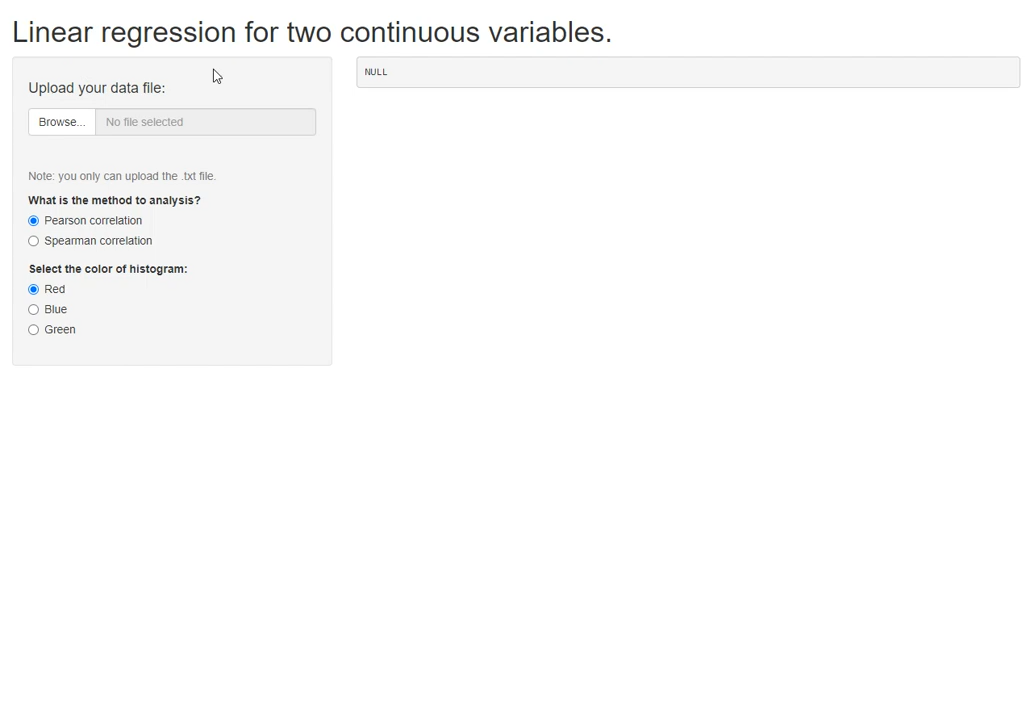 Linear regression for two continuous variables.
Upload your data file:
Browse... No file selected
Note: you only can upload the .txt file.
What is the method to analysis?
Pearson correlation
Spearman correlation
Select the color of histogram:
Red
Blue
Green
NULL